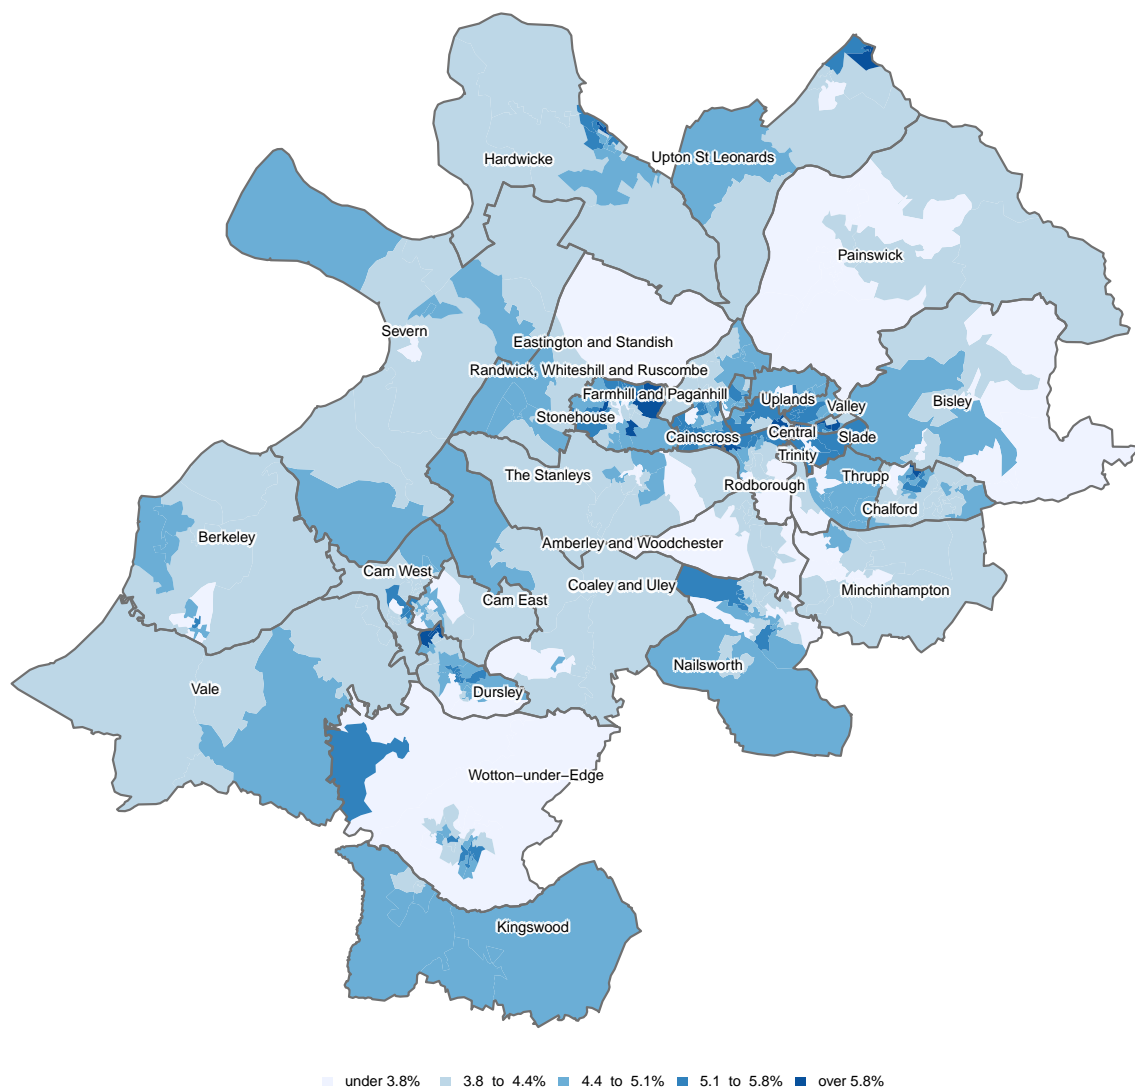 Hardwicke
Upton St Leonards
Painswick
Severn
Eastington and Standish
Randwick, Whiteshill and Ruscombe
Farmhill and Paganhill
Uplands
Valley
Bisley
Stonehouse
Cainscross
Central
Slade
Trinity
The Stanleys
Rodborough
Thrupp
Chalford
Berkeley
Amberley and Woodchester
Cam West
Coaley and Uley
Minchinhampton
Cam East
Nailsworth
Vale
Dursley
Wotton−under−Edge
Kingswood
under 3.8% 3.8 to 4.4% 4.4 to 5.1% 5.1 to 5.8% over 5.8%